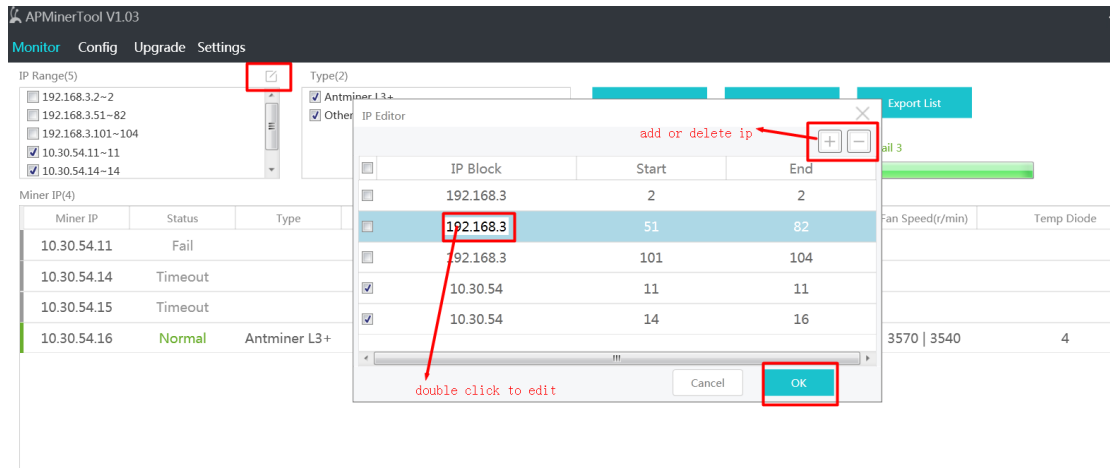 APMinerTool V1.03
Monitor Config Upgrade Settings
IP Range(5)
192.168.3.2~2
192.168.3.51~82
192.168.3.101~104
10.30.54.11~11
10.30.54.14~14
Type(2)
Antminer L3+
Other
Export List
ail 3
IP Editor
add or delete ip
IP Block Start End
192.168.3 2 2
192.168.3 51 82
192.168.3 101 104
10.30.54 11 11
10.30.54 14 16
double click to edit
Cancel OK
Miner IP(4)
Miner IP Status Type Fan Speed(r/min) Temp Diode
10.30.54.11 Fail
10.30.54.14 Timeout
10.30.54.15 Timeout
10.30.54.16 Normal Antminer L3+ 3570 | 3540 4